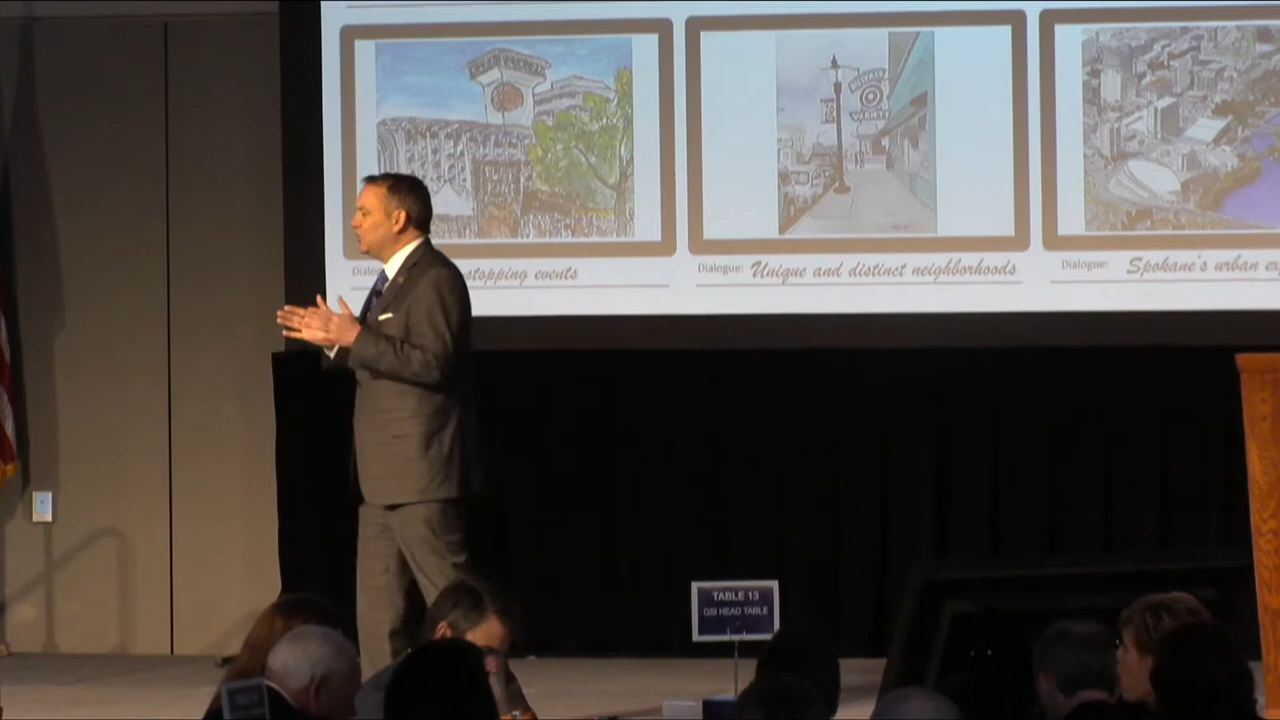 Dialogue: stopping events
Dialogue: Unique and distinct neighborhoods
Dialogue: Spokane's urban
TABLE 13
GSI HEAD TABLE